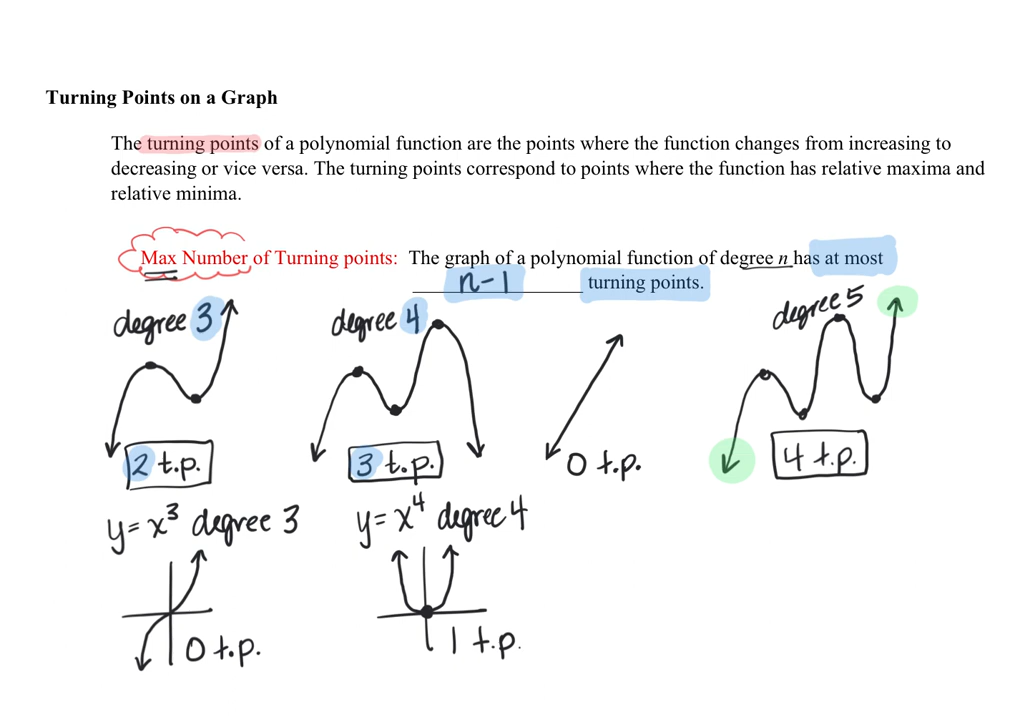 Turning Points on a Graph
The turning points of a polynomial function are the points where the function changes from increasing to
decreasing or vice versa. The turning points correspond to points where the function has relative maxima and
relative minima.
Max Number of Turning points: The graph of a polynomial function of degree n has at most
n-1 turning points.
degree 3
degree 4
degree 5
2 t.p.
3 t.p.
0 t.p.
4 t.p.
y = x³ degree 3
y = x⁴ degree 4
0 t.p.
1 t.p.